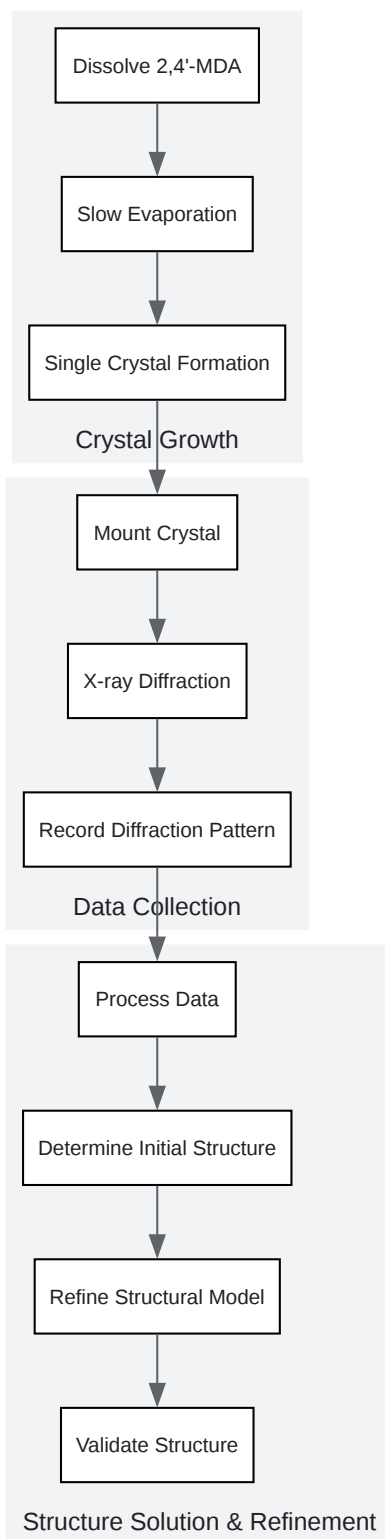 Dissolve 2,4'-MDA
Slow Evaporation
Single Crystal Formation
Crystal Growth
Mount Crystal
X-ray Diffraction
Record Diffraction Pattern
Data Collection
Process Data
Determine Initial Structure
Refine Structural Model
Validate Structure
Structure Solution & Refinement